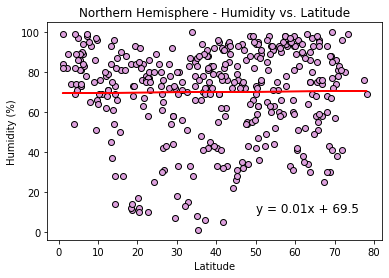 Northern Hemisphere - Humidity vs. Latitude
100
80
60
40
20
0
Humidity (%)
y = 0.01x + 69.5
0 10 20 30 40 50 60 70 80
Latitude